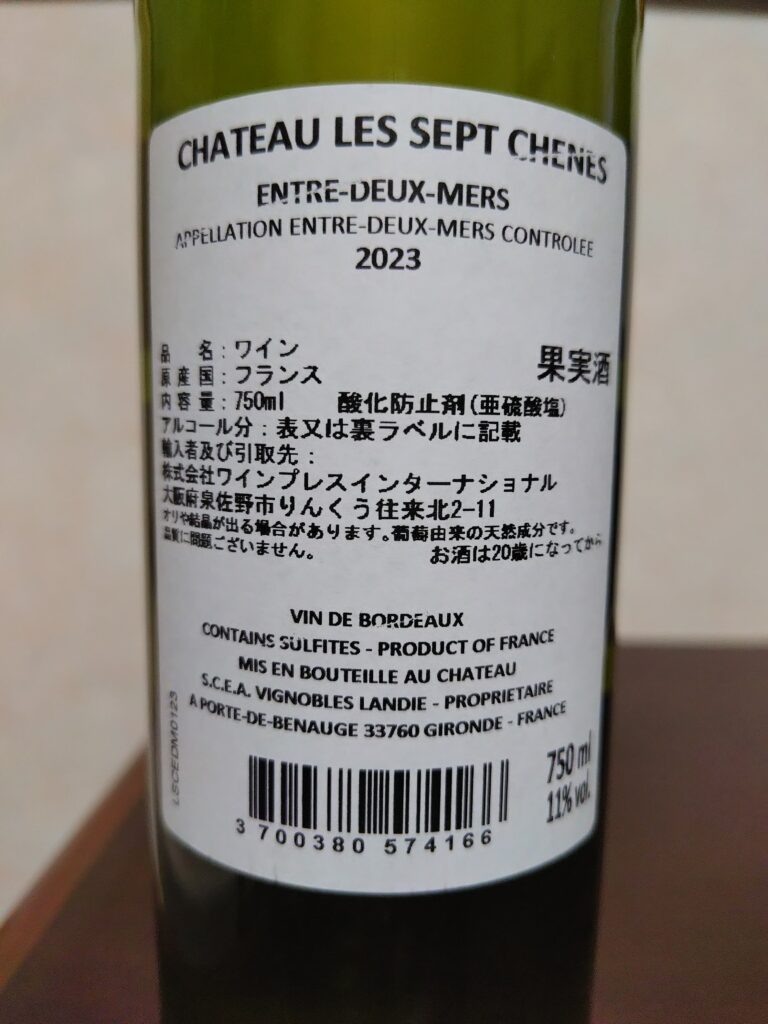 CHATEAU LES SEPT CHENES
ENTRE-DEUX-MERS
APPELLATION ENTRE-DEUX-MERS CONTROLEE
2023
果実酒
品名：ワイン
原産国：フランス
内容量：750ml 酸化防止剤(亜硫酸塩)
アルコール分：表又は裏ラベルに記載
輸入者及び引取先：
株式会社ワインプレスインターナショナル
大阪府泉佐野市りんくう往来北2-11
オリや結晶が出る場合があります。葡萄由来の天然成分です。
品質に問題ございません。 お酒は20歳になってから
VIN DE BORDEAUX
CONTAINS SULFITES - PRODUCT OF FRANCE
MIS EN BOUTEILLE AU CHATEAU
S.C.E.A. VIGNOBLES LANDIE - PROPRIETAIRE
A PORTE-DE-BENAUGE 33760 GIRONDE - FRANCE
LSCEDM0123
750 ml
11% vol.
3 700380 574166